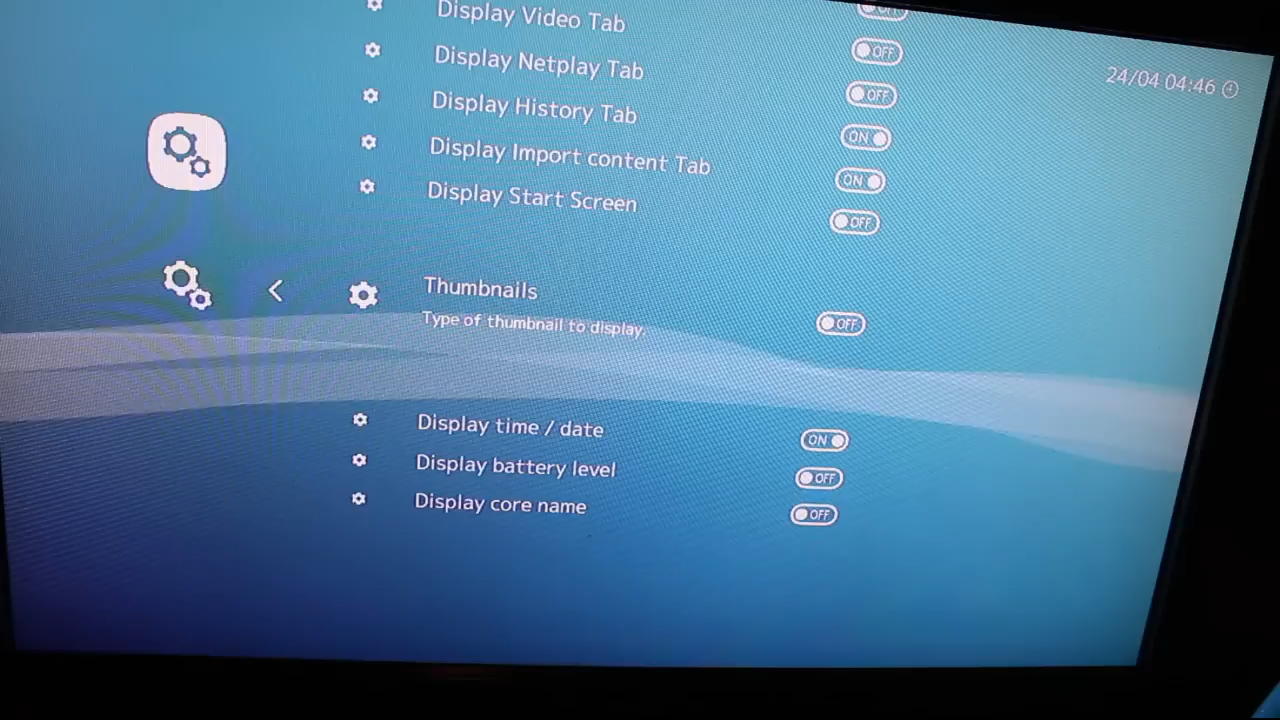 Display Video Tab OFF
Display Netplay Tab OFF
24/04 04:46
Display History Tab OFF
Display Import content Tab ON
Display Start Screen ON
OFF
Thumbnails
Type of thumbnail to display. OFF
Display time / date ON
Display battery level OFF
Display core name OFF